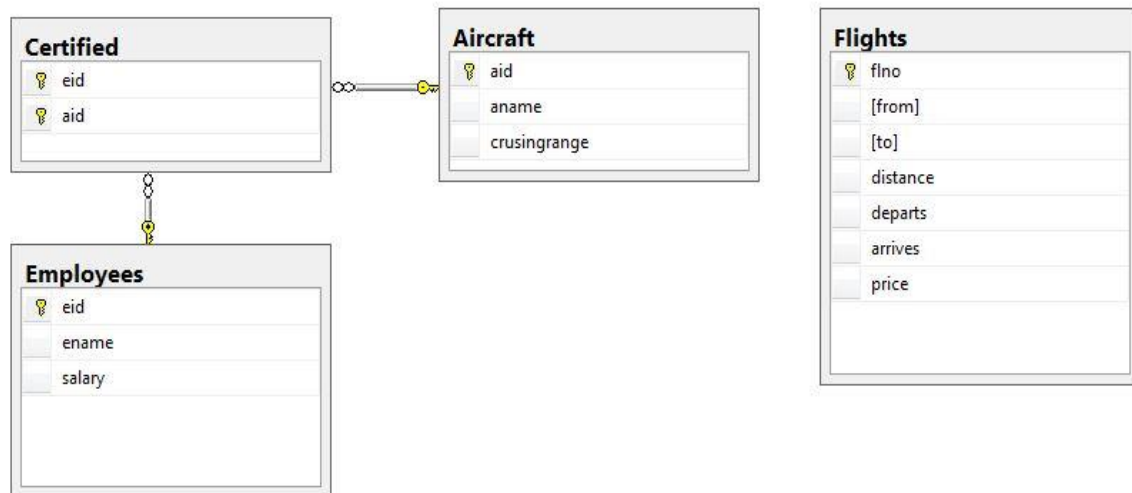 Certified
eid
aid
Aircraft
aid
aname
crusingrange
Flights
flno
[from]
[to]
distance
departs
arrives
price
Employees
eid
ename
salary